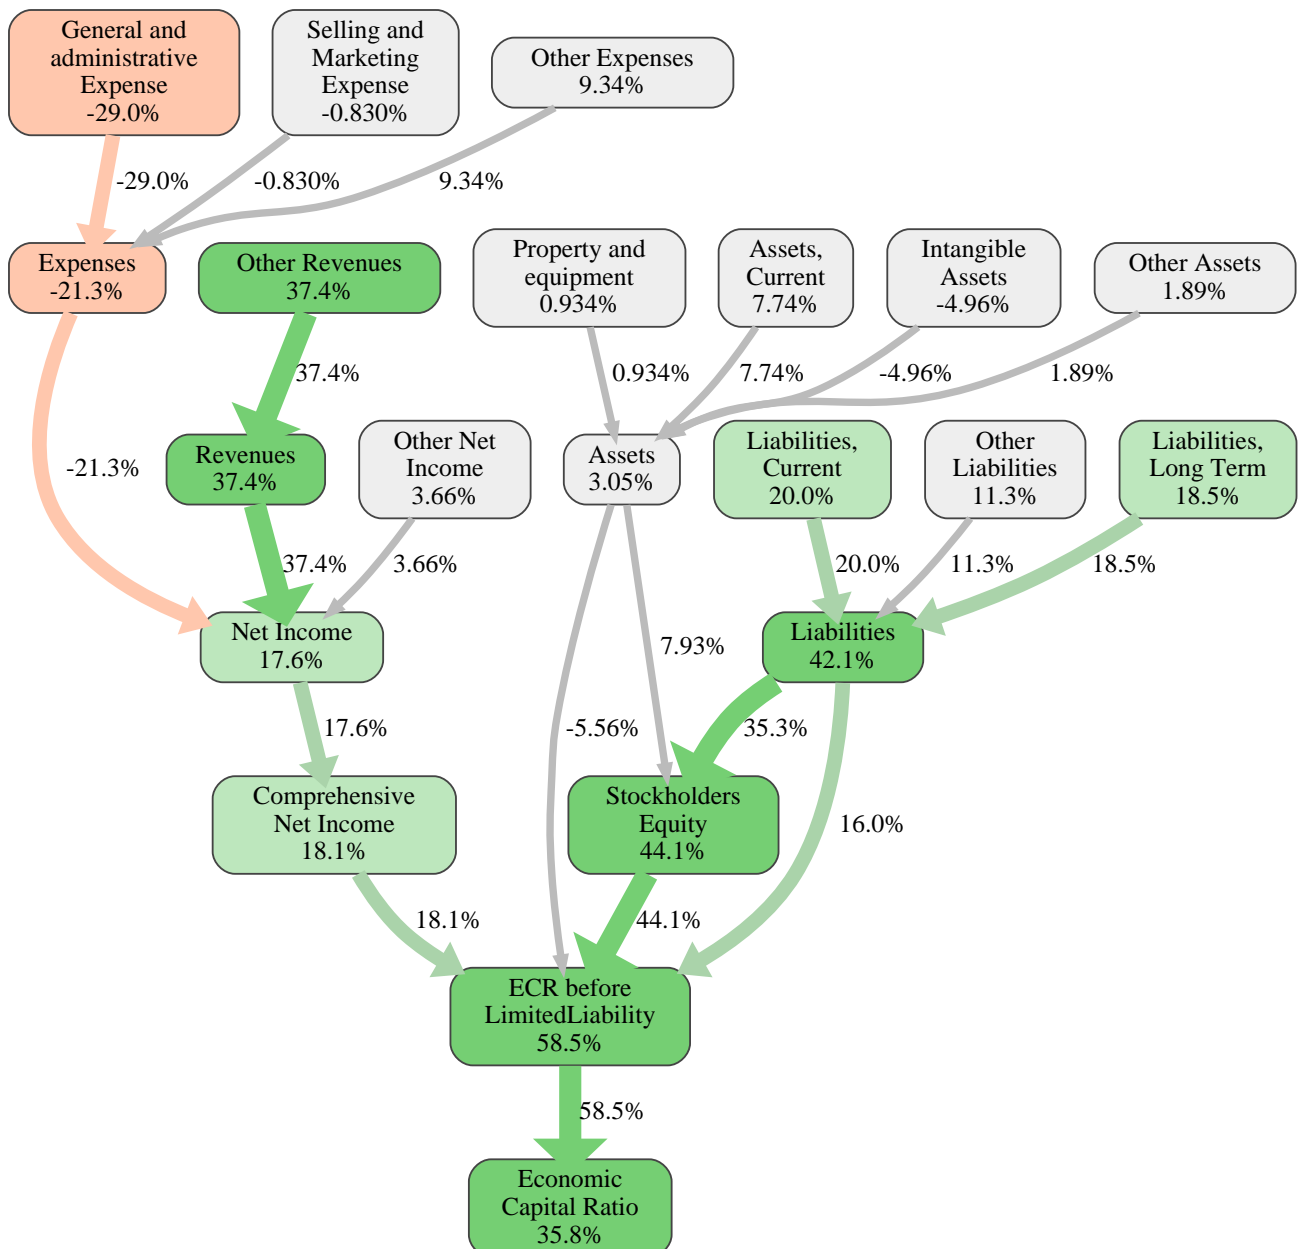 General and
administrative
Expense
-29.0%
Selling and
Marketing
Expense
-0.830%
Other Expenses
9.34%
-29.0%
-0.830%
9.34%
Expenses
-21.3%
Other Revenues
37.4%
Property and
equipment
0.934%
Assets,
Current
7.74%
Intangible
Assets
-4.96%
Other Assets
1.89%
37.4%
0.934%
7.74%
-4.96%
1.89%
Revenues
37.4%
Other Net
Income
3.66%
Assets
3.05%
Liabilities,
Current
20.0%
Other
Liabilities
11.3%
Liabilities,
Long Term
18.5%
-21.3%
37.4%
3.66%
20.0%
11.3%
18.5%
Net Income
17.6%
7.93%
Liabilities
42.1%
17.6%
-5.56%
35.3%
Comprehensive
Net Income
18.1%
Stockholders
Equity
44.1%
16.0%
18.1%
44.1%
ECR before
LimitedLiability
58.5%
58.5%
Economic
Capital Ratio
35.8%